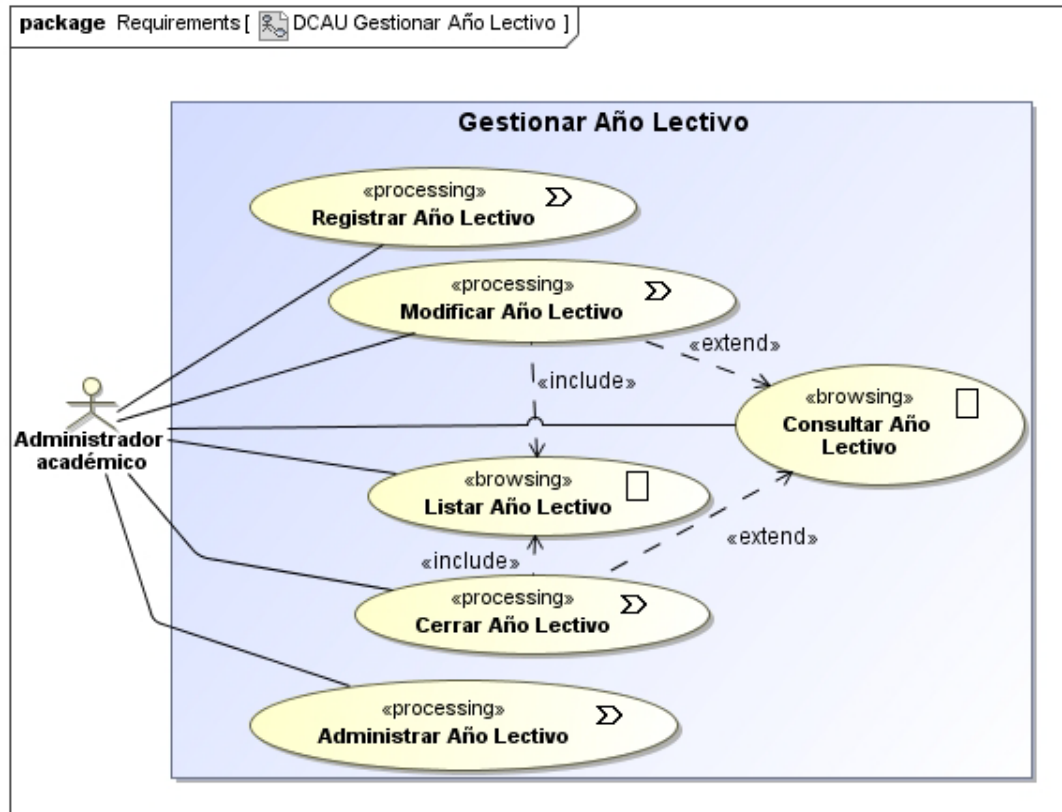 package Requirements [ DCAU Gestionar Año Lectivo ]
Gestionar Año Lectivo
«processing»
Registrar Año Lectivo
«processing»
Modificar Año Lectivo
«extend»
«include»
«browsing»
Consultar Año
Lectivo
Administrador
académico
«browsing»
Listar Año Lectivo
«extend»
«include»
«processing»
Cerrar Año Lectivo
«processing»
Administrar Año Lectivo